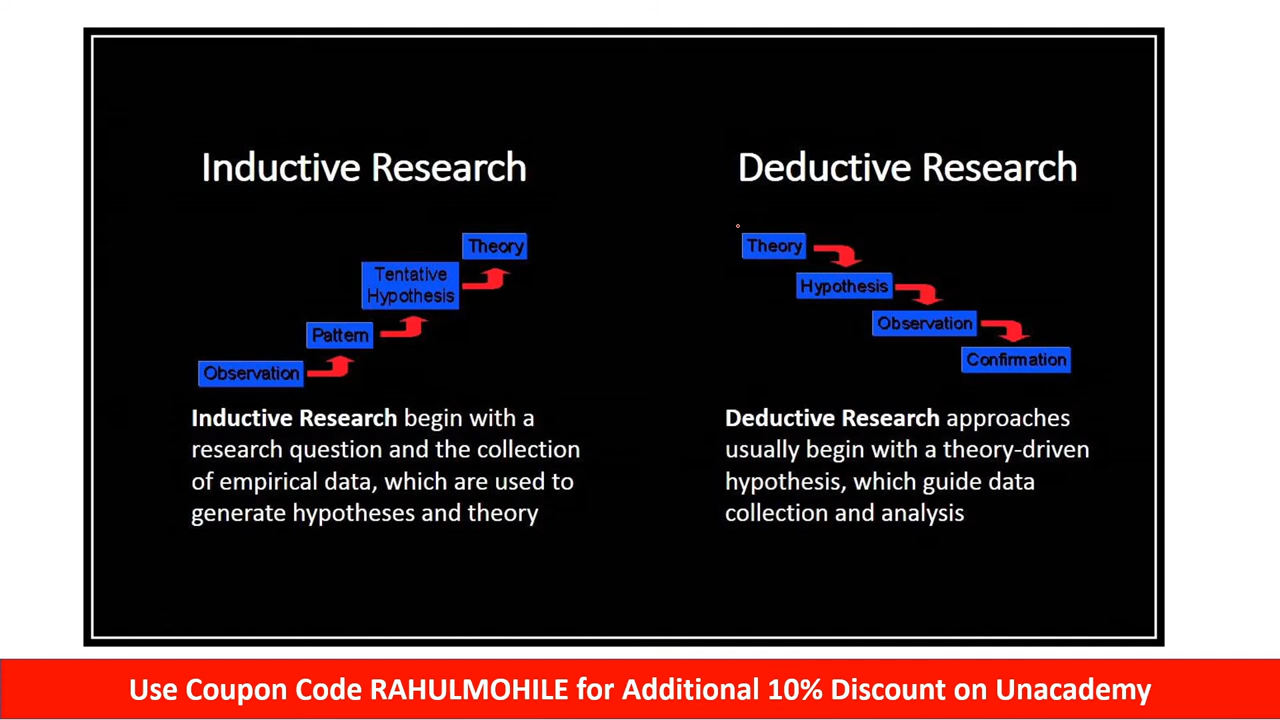 Inductive Research
Theory
Tentative
Hypothesis
Pattern
Observation
Inductive Research begin with a
research question and the collection
of empirical data, which are used to
generate hypotheses and theory
Deductive Research
Theory
Hypothesis
Observation
Confirmation
Deductive Research approaches
usually begin with a theory-driven
hypothesis, which guide data
collection and analysis
Use Coupon Code RAHULMOHILE for Additional 10% Discount on Unacademy